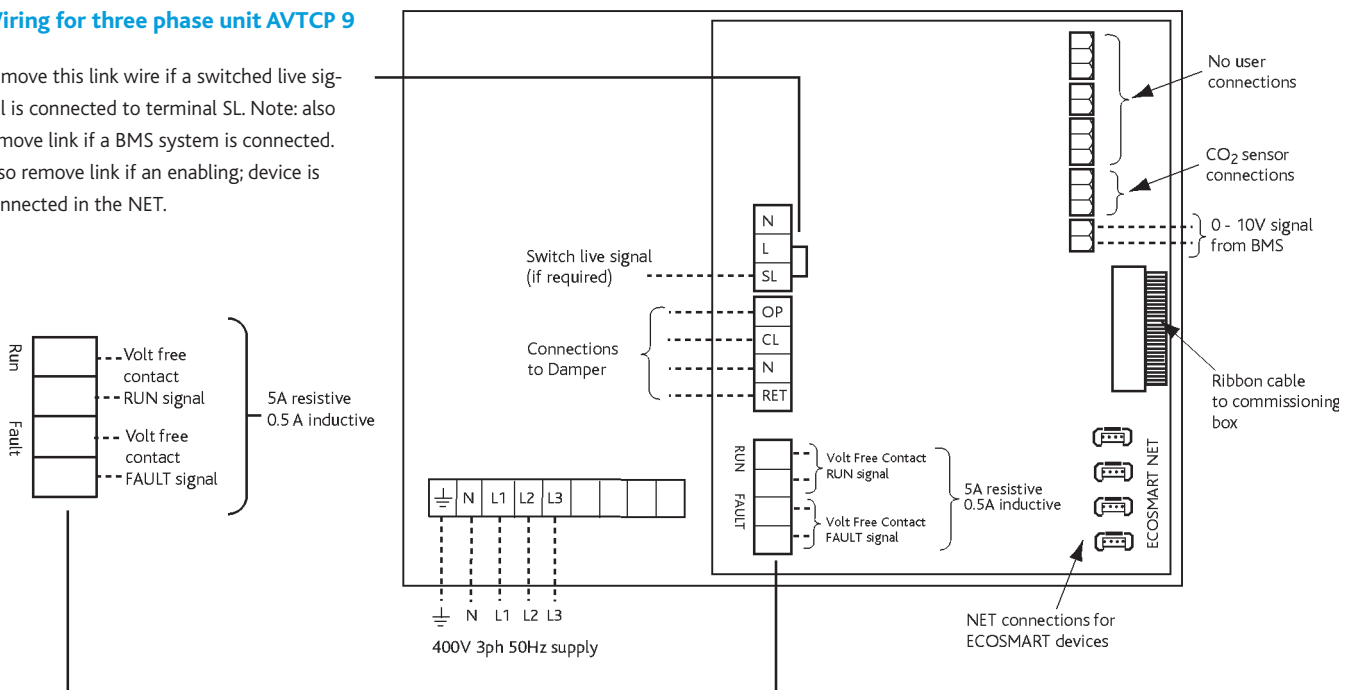 Wiring for three phase unit AVTCP 9
move this link wire if a switched live sig-
l is connected to terminal SL. Note: also
move link if a BMS system is connected.
so remove link if an enabling; device is
nnected in the NET.
No user
connections
CO2 sensor
connections
0 - 10V signal
from BMS
N
L
SL
Switch live signal
(if required)
OP
CL
N
RET
Connections
to Damper
Ribbon cable
to commissioning
box
Run
Fault
Volt free
contact
RUN signal
Volt free
contact
FAULT signal
5A resistive
0.5 A inductive
RUN
FAULT
Volt Free Contact
RUN signal
Volt Free Contact
FAULT signal
5A resistive
0.5A inductive
ECOSMART NET
N L1 L2 L3
N L1 L2 L3
400V 3ph 50Hz supply
NET connections for
ECOSMART devices